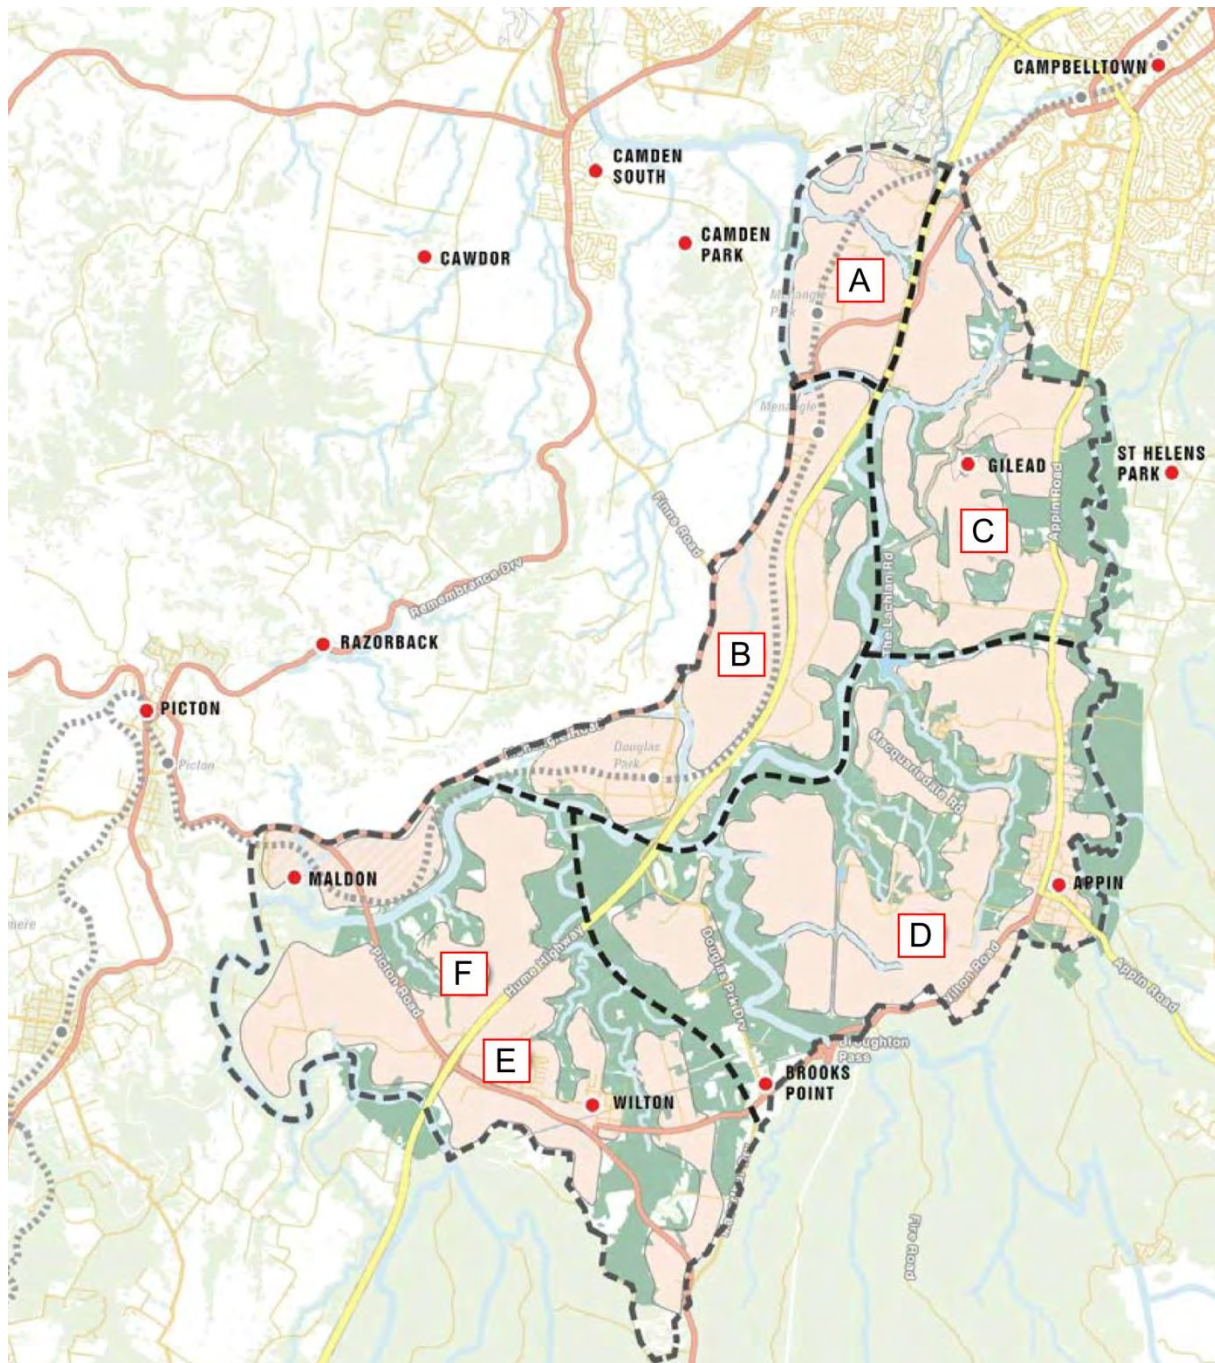 CAMPBELLTOWN
CAMDEN
SOUTH
CAMDEN
PARK
CAWDOR
A
Menangle
Park
Menangle
GILEAD
ST HELENS
PARK
Appin Road
C
Finns Road
Remembrance Drv
The Lachlan Rd
RAZORBACK
B
PICTON
Picton
Douglas
Park
Macquariedale Rd
MALDON
APPIN
D
F
Hume Highway
Picton Road
Douglas Prk Drv
Wilton Road
Appin Road
Broughton
Pass
E
BROOKS
POINT
WILTON
Fire Road